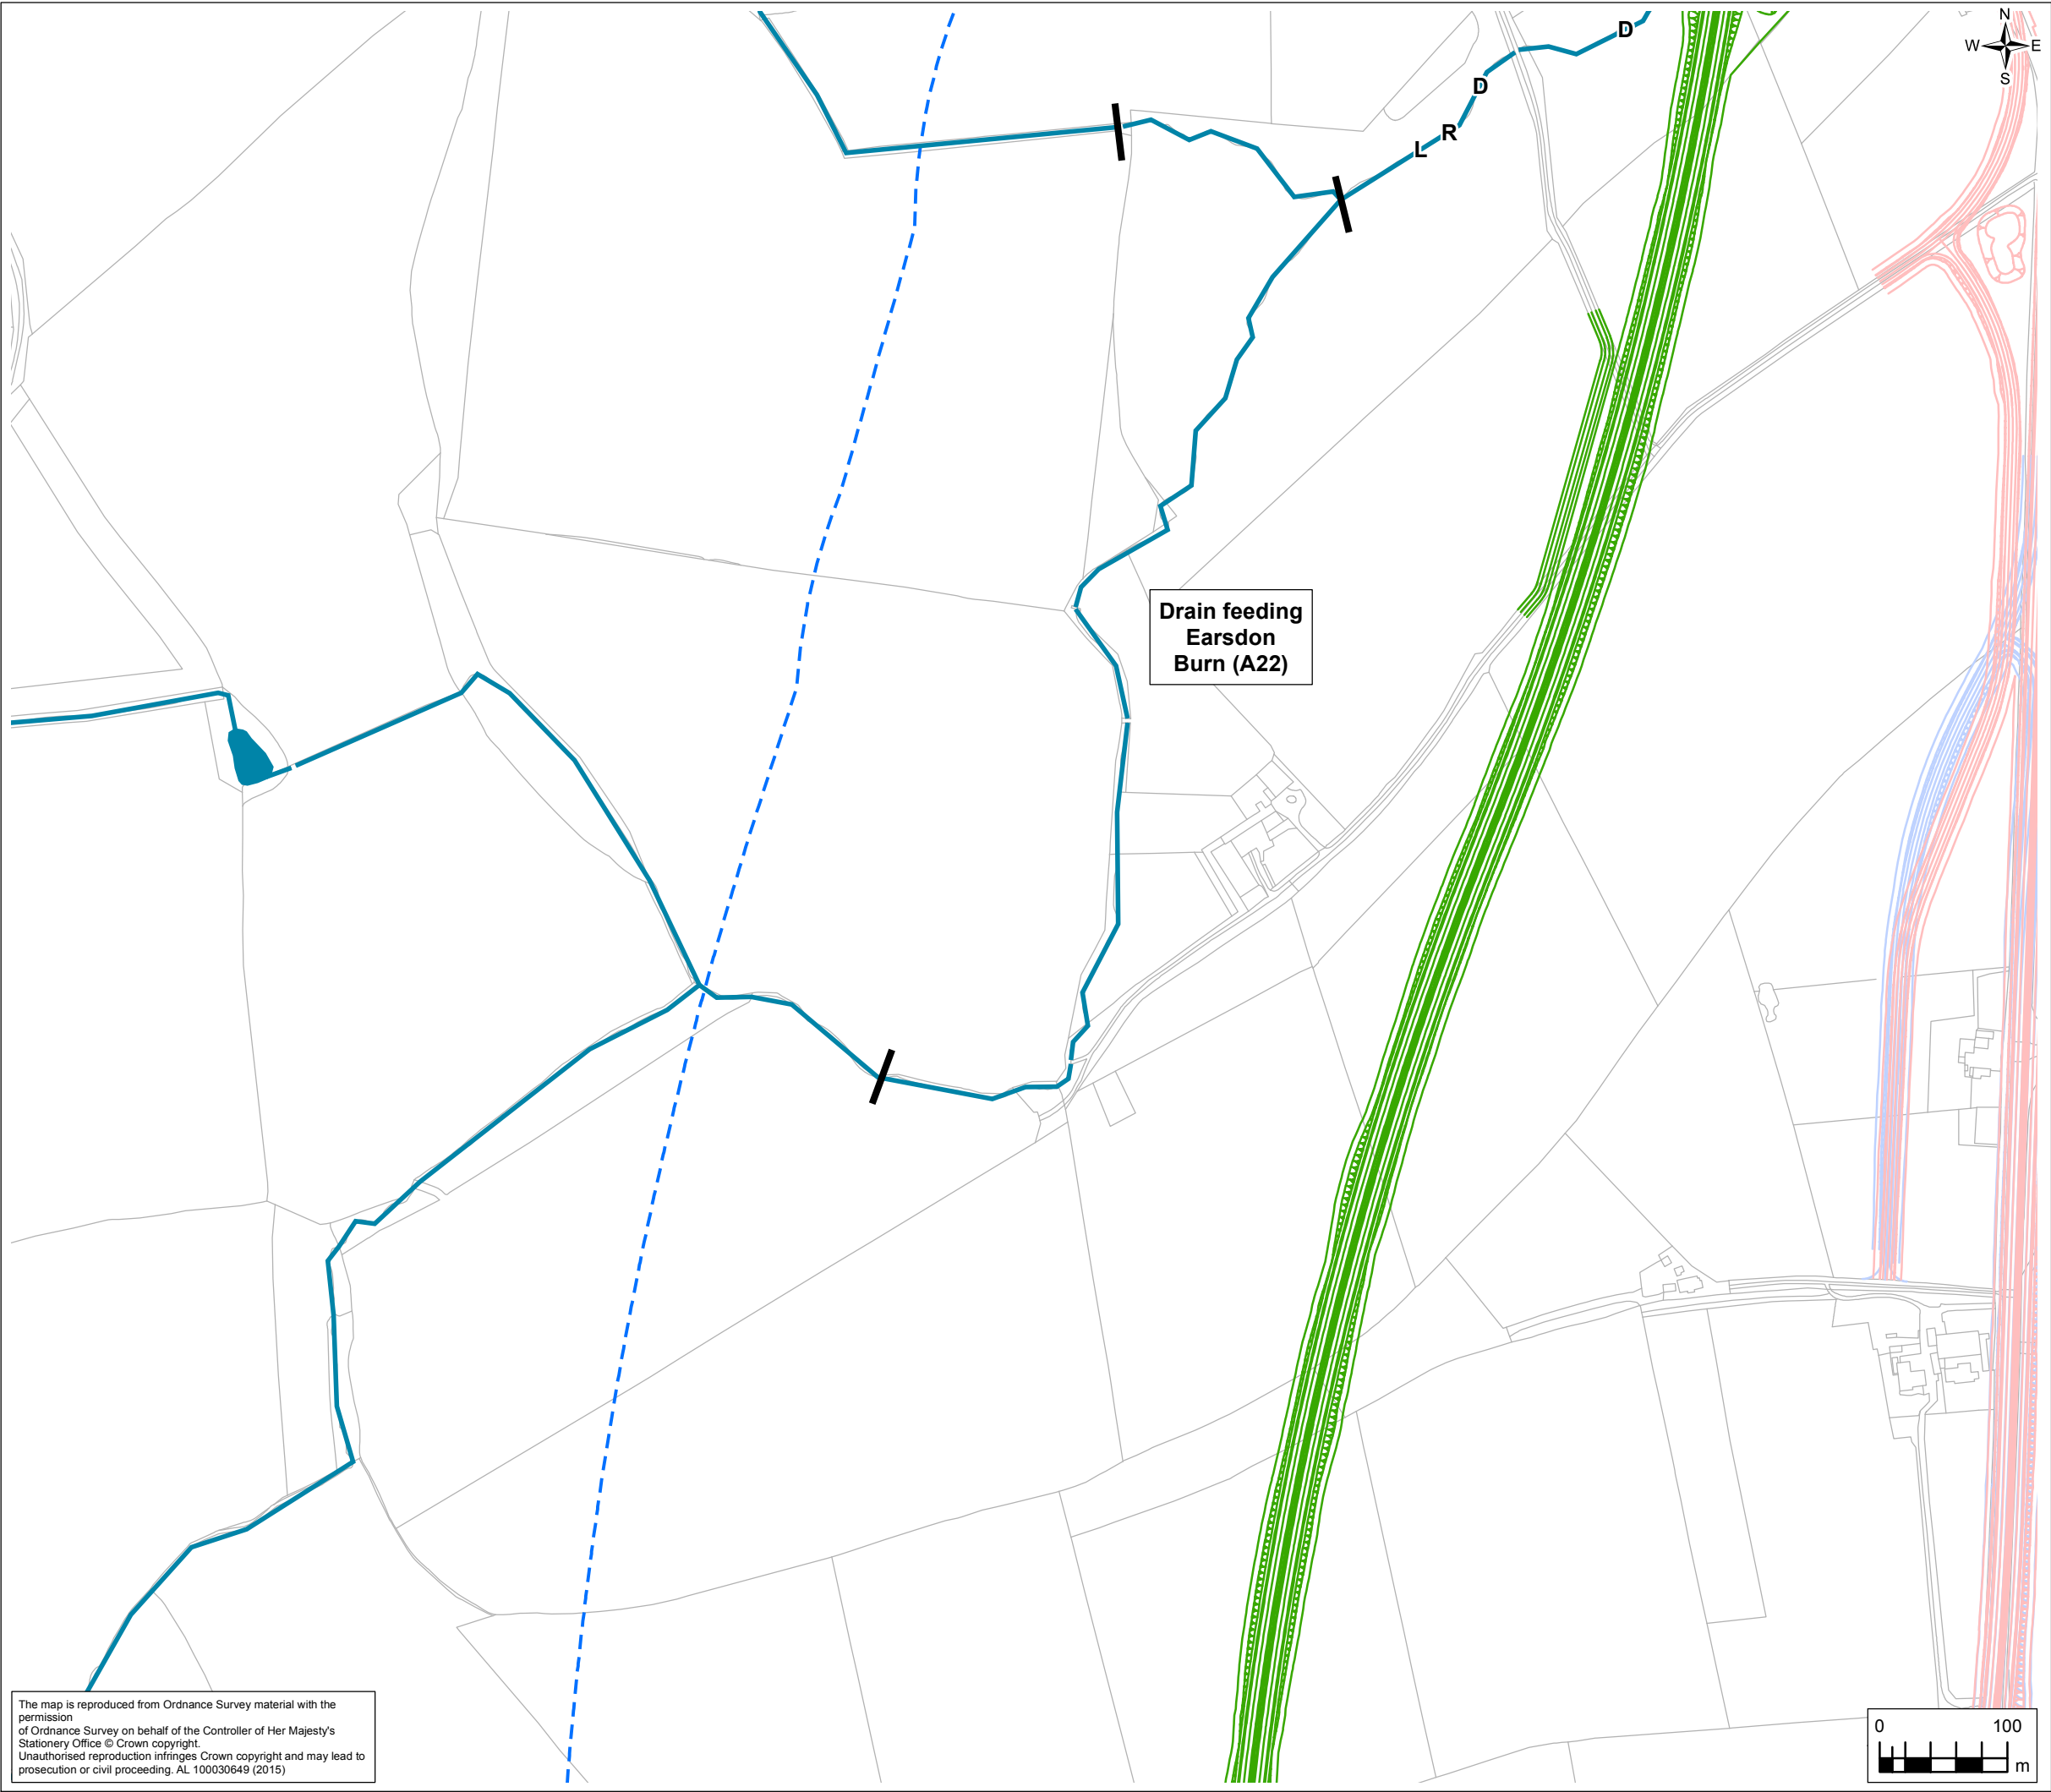 N
W E
S
D
D
R
L
Drain feeding
Earsdon
Burn (A22)
The map is reproduced from Ordnance Survey material with the
permission
of Ordnance Survey on behalf of the Controller of Her Majesty's
Stationery Office © Crown copyright.
Unauthorised reproduction infringes Crown copyright and may lead to
prosecution or civil proceeding. AL 100030649 (2015)
0 100
m